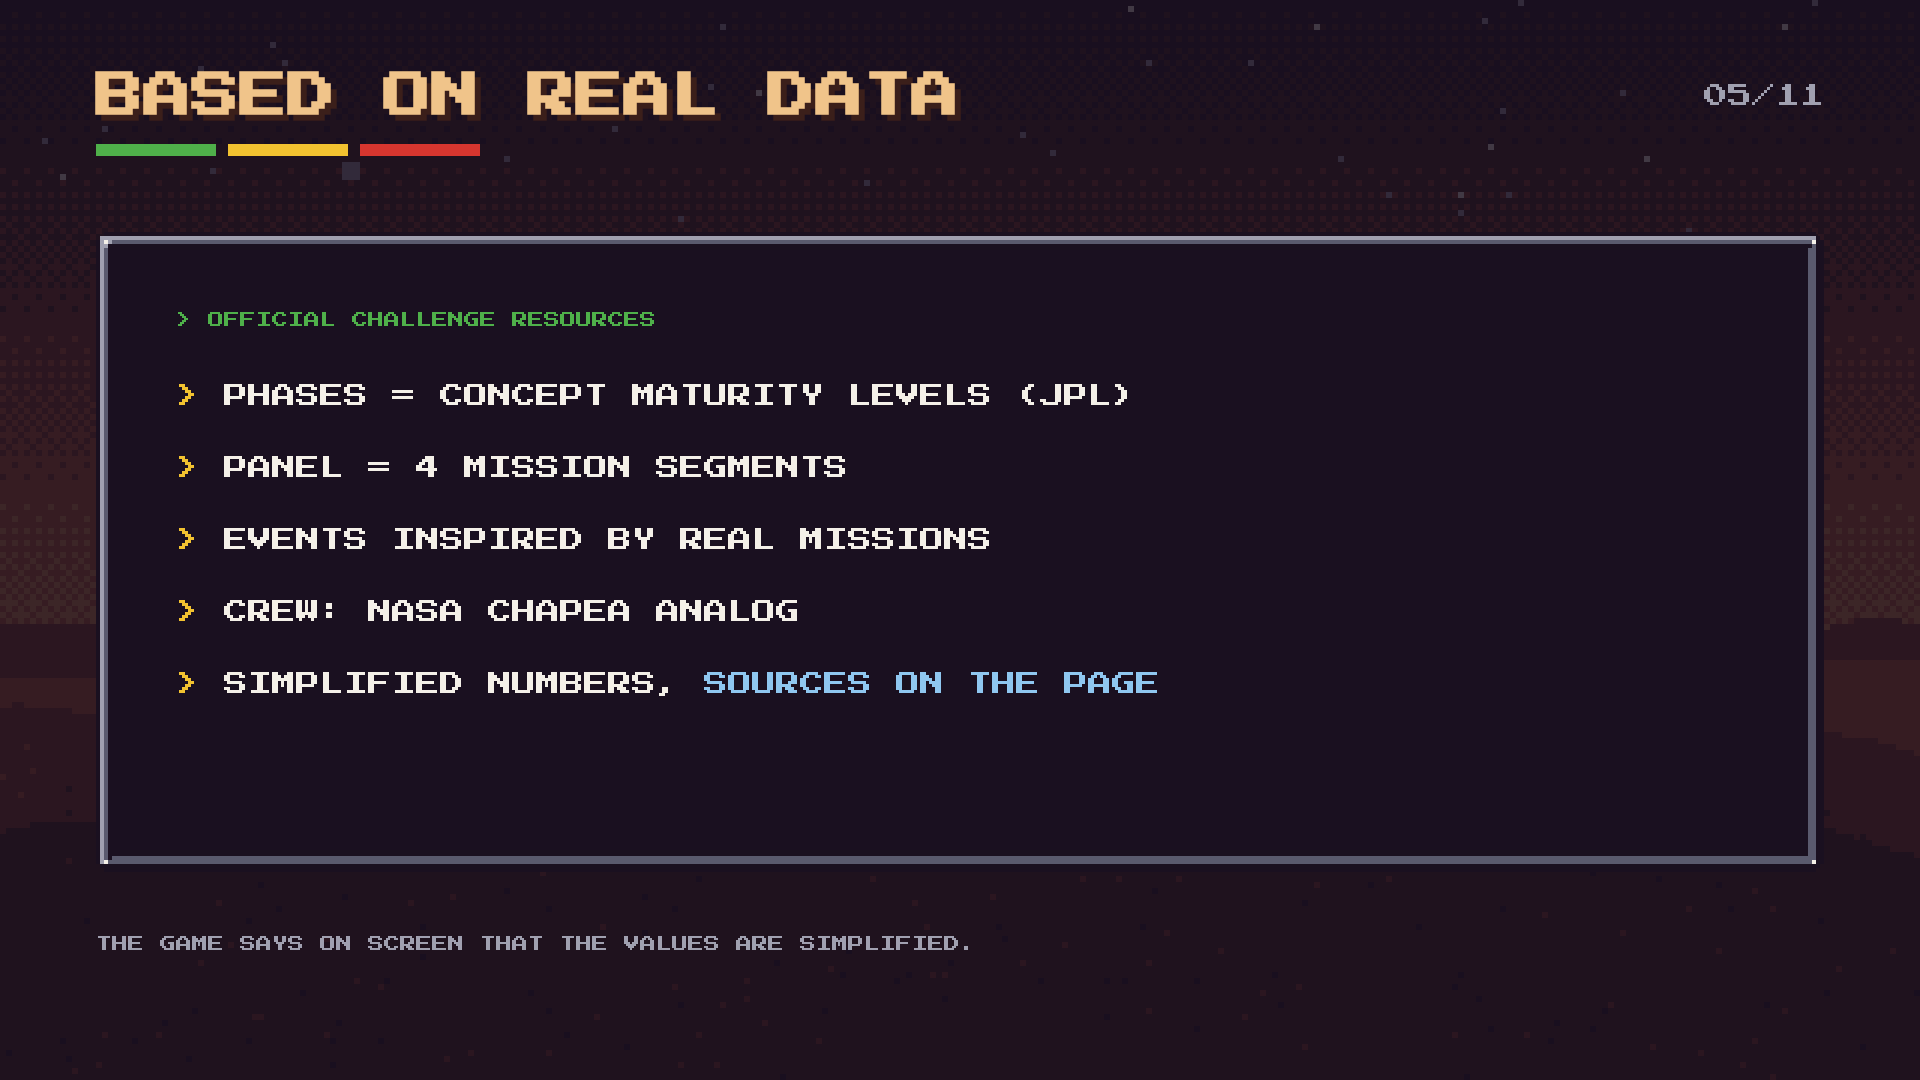 BASED ON REAL DATA
05/11
> OFFICIAL CHALLENGE RESOURCES
> PHASES = CONCEPT MATURITY LEVELS (JPL)
> PANEL = 4 MISSION SEGMENTS
> EVENTS INSPIRED BY REAL MISSIONS
> CREW: NASA CHAPEA ANALOG
> SIMPLIFIED NUMBERS, SOURCES ON THE PAGE
THE GAME SAYS ON SCREEN THAT THE VALUES ARE SIMPLIFIED.